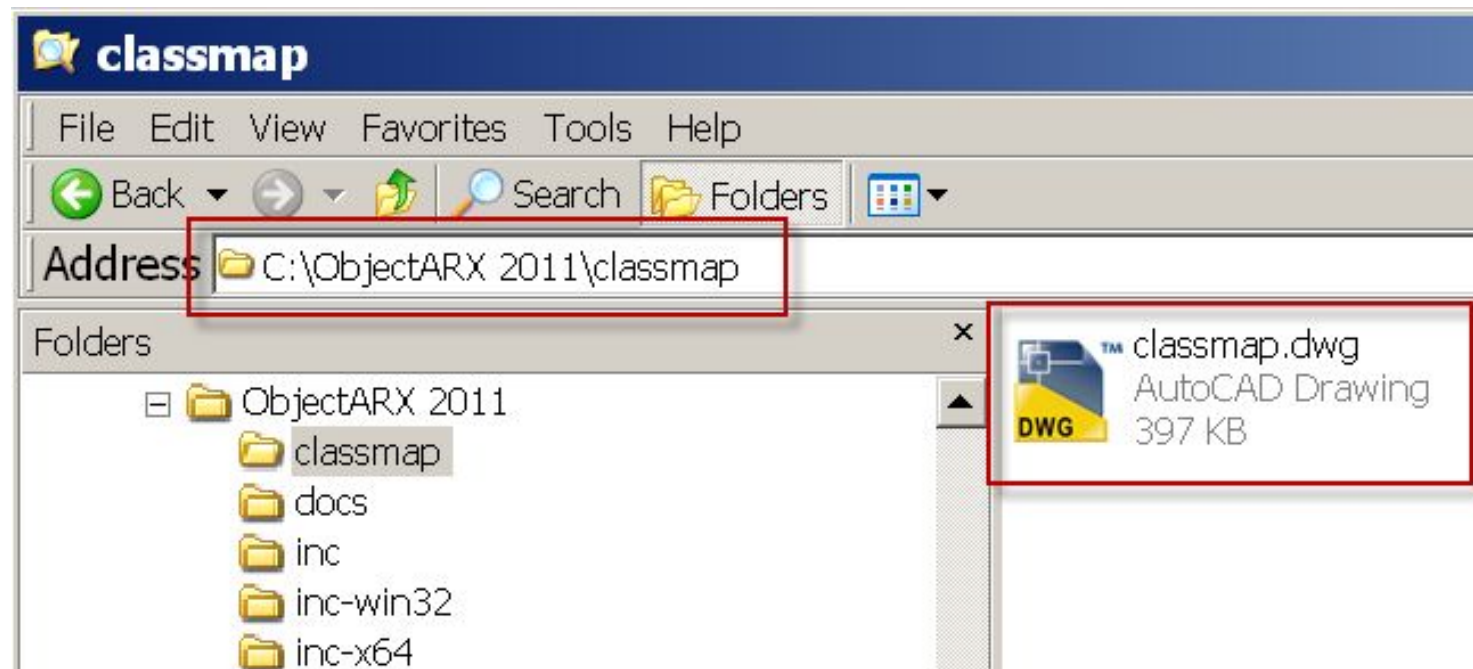 classmap
File Edit View Favorites Tools Help
Back Search Folders
Address C:\ObjectARX 2011\classmap
Folders ×
ObjectARX 2011
classmap
docs
inc
inc-win32
inc-x64
DWG
™ classmap.dwg
AutoCAD Drawing
397 KB